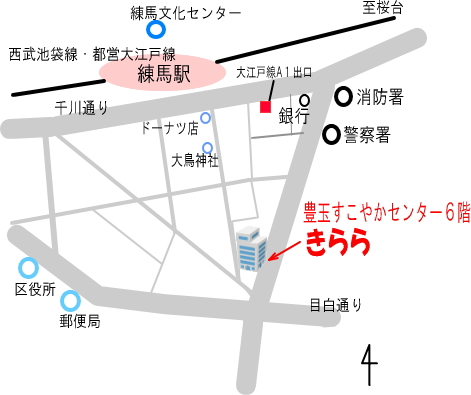 練馬文化センター
至桜台
西武池袋線・都営大江戸線
練馬駅
大江戸線A1出口
千川通り
ドーナツ店
銀行
消防署
警察署
大鳥神社
豊玉すこやかセンター6階
きらら
区役所
郵便局
目白通り